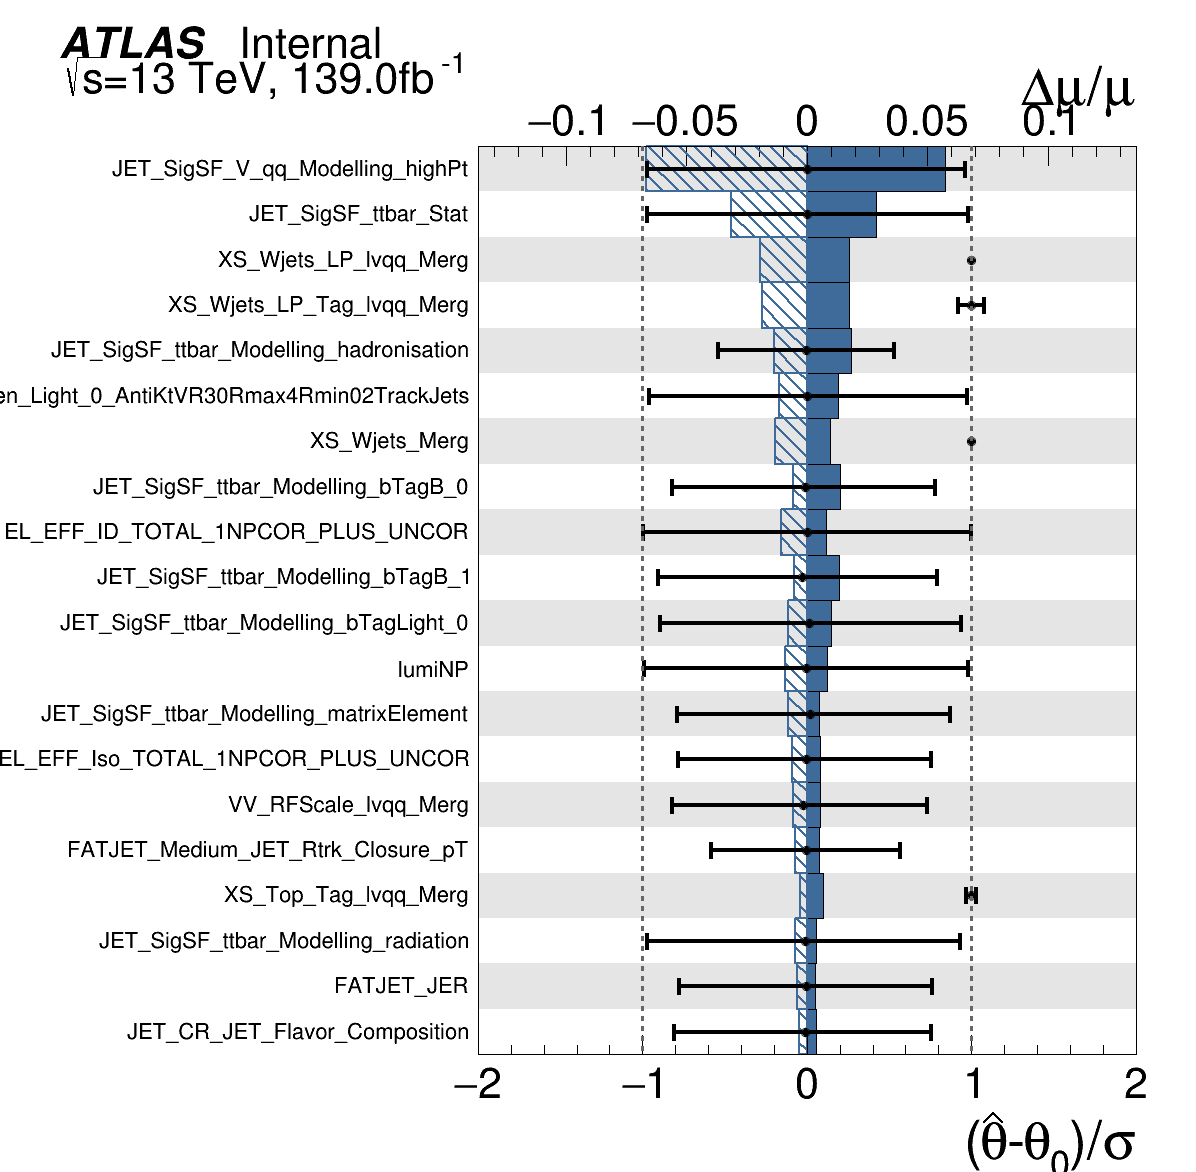 ATLAS Internal
√s=13 TeV, 139.0fb⁻¹
Δμ/μ
−0.1 −0.05 0 0.05 0.1
JET_SigSF_V_qq_Modelling_highPt
JET_SigSF_ttbar_Stat
XS_Wjets_LP_lvqq_Merg
XS_Wjets_LP_Tag_lvqq_Merg
JET_SigSF_ttbar_Modelling_hadronisation
en_Light_0_AntiKtVR30Rmax4Rmin02TrackJets
XS_Wjets_Merg
JET_SigSF_ttbar_Modelling_bTagB_0
EL_EFF_ID_TOTAL_1NPCOR_PLUS_UNCOR
JET_SigSF_ttbar_Modelling_bTagB_1
JET_SigSF_ttbar_Modelling_bTagLight_0
lumiNP
JET_SigSF_ttbar_Modelling_matrixElement
EL_EFF_Iso_TOTAL_1NPCOR_PLUS_UNCOR
VV_RFScale_lvqq_Merg
FATJET_Medium_JET_Rtrk_Closure_pT
XS_Top_Tag_lvqq_Merg
JET_SigSF_ttbar_Modelling_radiation
FATJET_JER
JET_CR_JET_Flavor_Composition
−2 −1 0 1 2
(θ̂-θ₀)/σ